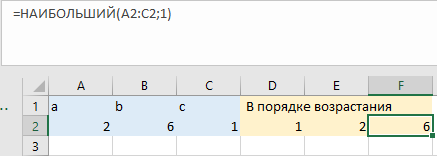 =НАИБОЛЬШИЙ(A2:C2;1)
A B C D E F
1 a b c В порядке возрастания
2 2 6 1 1 2 6
3